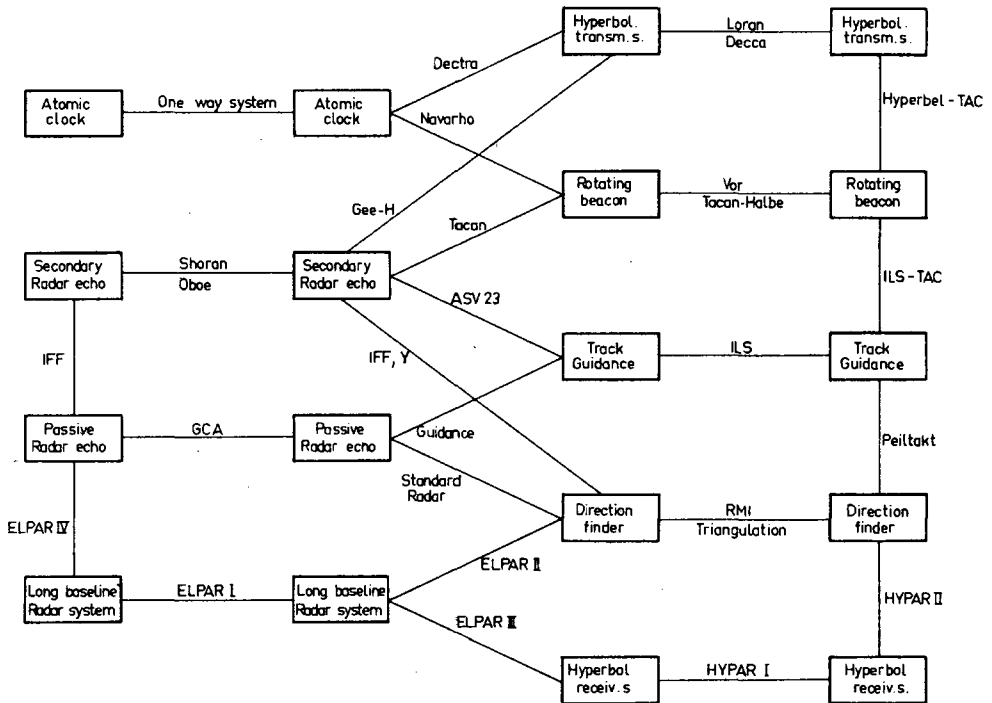 Hyperbol.
transm.s.
Loran
Decca
Hyperbol.
transm.s.
Dectra
Atomic
clock
One way system
Atomic
clock
Hyperbel-TAC
Navarho
Rotating
beacon
Vor
Tacan-Halbe
Rotating
beacon
Gee-H
Tacan
Secondary
Radar echo
Shoran
Oboe
Secondary
Radar echo
ILS-TAC
ASV 23
IFF
IFF, Y
Track
Guidance
ILS
Track
Guidance
Passive
Radar echo
GCA
Passive
Radar echo
Guidance
Peiltakt
Standard
Radar
Direction
finder
RMI
Triangulation
Direction
finder
ELPAR IV
ELPAR II
Long baseline
Radar system
ELPAR I
Long baseline
Radar system
HYPAR II
ELPAR III
Hyperbol
receiv.s
HYPAR I
Hyperbol
receiv.s.